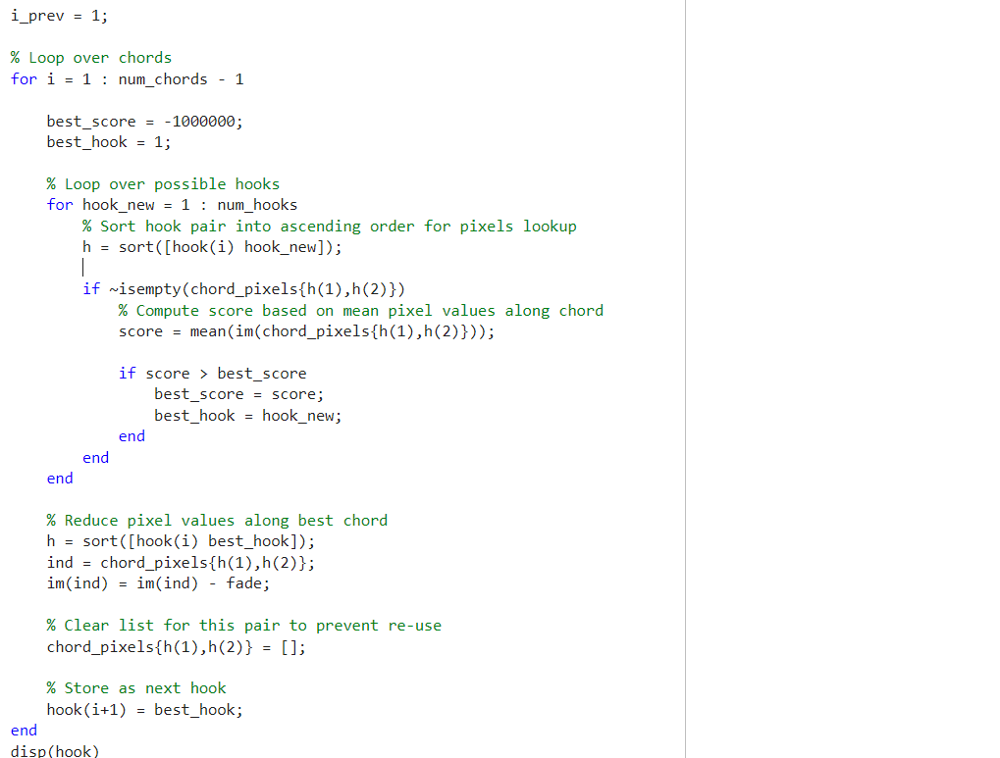 i_prev = 1;
% Loop over chords
for i = 1 : num_chords - 1
best_score = -1000000;
best_hook = 1;
% Loop over possible hooks
for hook_new = 1 : num_hooks
% Sort hook pair into ascending order for pixels lookup
h = sort([hook(i) hook_new]);
if ~isempty(chord_pixels{h(1),h(2)})
% Compute score based on mean pixel values along chord
score = mean(im(chord_pixels{h(1),h(2)}));
if score > best_score
best_score = score;
best_hook = hook_new;
end
end
end
% Reduce pixel values along best chord
h = sort([hook(i) best_hook]);
ind = chord_pixels{h(1),h(2)};
im(ind) = im(ind) - fade;
% Clear list for this pair to prevent re-use
chord_pixels{h(1),h(2)} = [];
% Store as next hook
hook(i+1) = best_hook;
end
disp(hook)